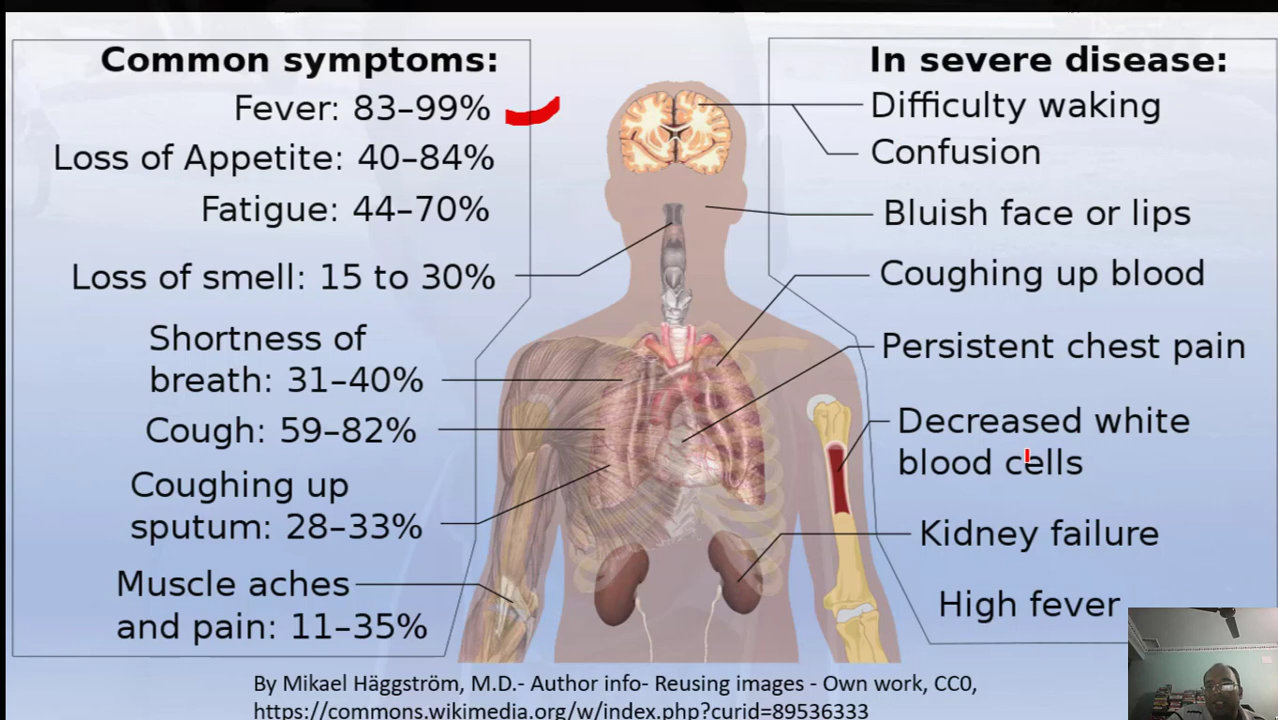 Common symptoms:
Fever: 83–99%
Loss of Appetite: 40–84%
Fatigue: 44–70%
Loss of smell: 15 to 30%
Shortness of
breath: 31–40%
Cough: 59–82%
Coughing up
sputum: 28–33%
Muscle aches
and pain: 11–35%
In severe disease:
Difficulty waking
Confusion
Bluish face or lips
Coughing up blood
Persistent chest pain
Decreased white
blood cells
Kidney failure
High fever
By Mikael Häggström, M.D.- Author info- Reusing images - Own work, CC0,
https://commons.wikimedia.org/w/index.php?curid=89536333